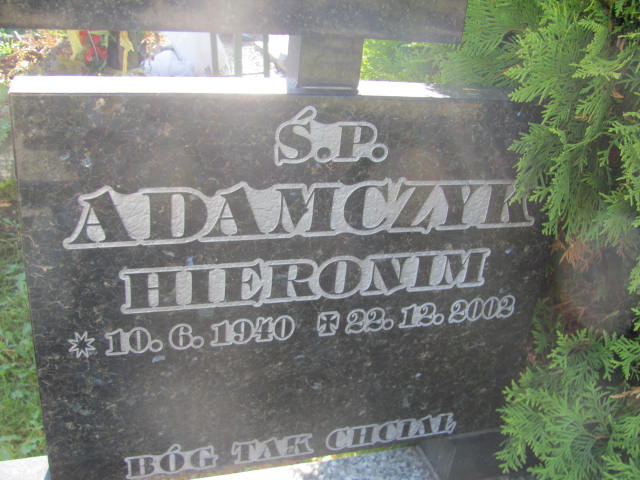 Ś.P.
ADAMCZYK
HIERONIM
* 10. 6. 1940 ✝ 22. 12. 2002
BÓG TAK CHCIAŁ